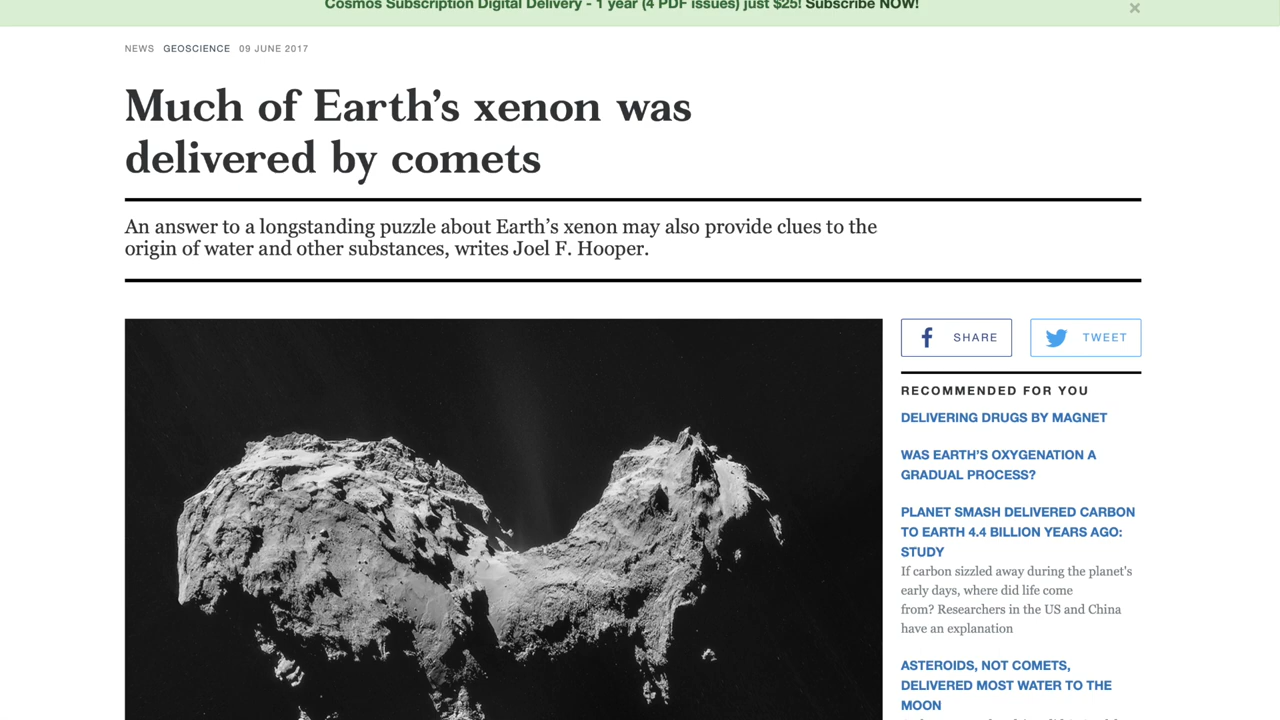 Cosmos Subscription Digital Delivery - 1 year (4 PDF issues) just $25! Subscribe NOW!
×
NEWS GEOSCIENCE 09 JUNE 2017
Much of Earth’s xenon was
delivered by comets
An answer to a longstanding puzzle about Earth’s xenon may also provide clues to the
origin of water and other substances, writes Joel F. Hooper.
SHARE
TWEET
RECOMMENDED FOR YOU
DELIVERING DRUGS BY MAGNET
WAS EARTH’S OXYGENATION A
GRADUAL PROCESS?
PLANET SMASH DELIVERED CARBON
TO EARTH 4.4 BILLION YEARS AGO:
STUDY
If carbon sizzled away during the planet's
early days, where did life come
from? Researchers in the US and China
have an explanation
ASTEROIDS, NOT COMETS,
DELIVERED MOST WATER TO THE
MOON